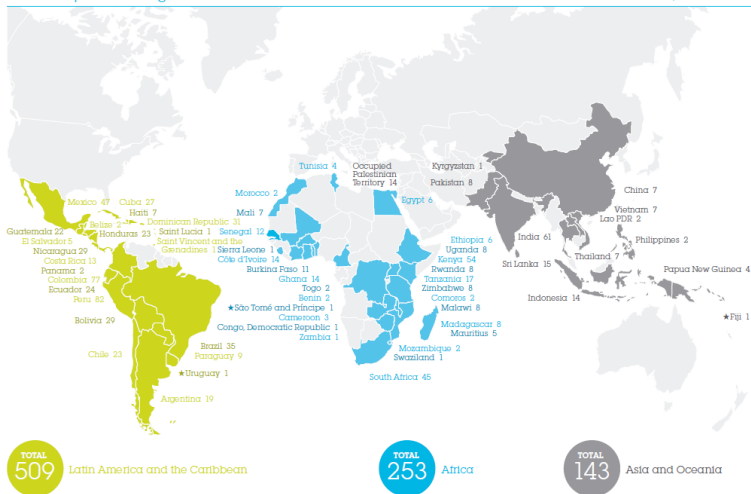 Tunisia 4
Occupied
Palestinian
Territory 14
Kyrgyzstan 1
Pakistan 8
Morocco 2
Egypt 6
China 7
Mexico 47
Cuba 27
Haiti 7
Belize 2
Dominican Republic 31
Mali 7
Vietnam 7
Lao PDR 2
Guatemala 22
Honduras 23
Saint Lucia 1
Senegal 12
El Salvador 5
Saint Vincent and the
Grenadines 1
Nicaragua 29
Sierra Leone 1
Ethiopia 6
Uganda 8
India 61
Philippines 2
Costa Rica 13
Côte d'Ivoire 14
Kenya 54
Sri Lanka 15
Thailand 7
Panama 2
Burkina Faso 11
Rwanda 8
Papua New Guinea 4
Colombia 77
Ghana 14
Tanzania 17
Ecuador 24
Togo 2
Zimbabwe 8
Peru 82
Benin 2
Comoros 2
Indonesia 14
★São Tomé and Príncipe 1
Malawi 8
Bolivia 29
Cameroon 3
Madagascar 8
★Fiji 1
Congo, Democratic Republic 1
Mauritius 5
Zambia 1
Brazil 35
Mozambique 2
Chile 23
Paraguay 9
Swaziland 1
★Uruguay 1
South Africa 45
Argentina 19
TOTAL
509
Latin America and the Caribbean
TOTAL
253
Africa
TOTAL
143
Asia and Oceania